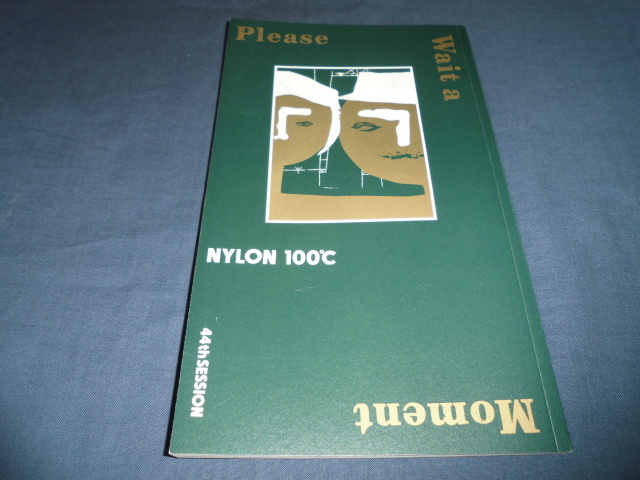 Please
Wait a
Moment
NYLON 100℃
44th SESSION